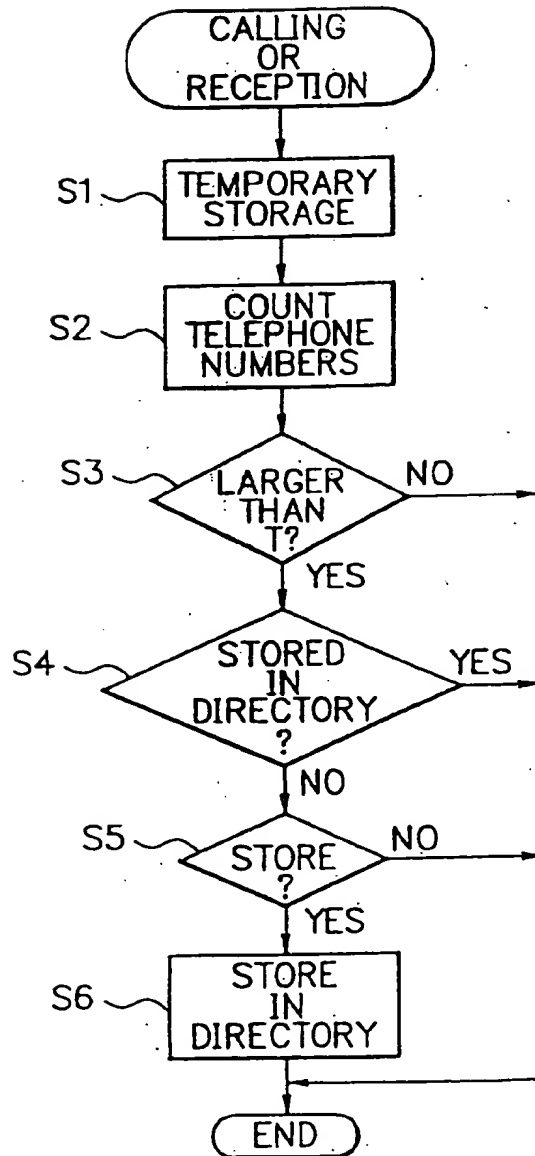 CALLING
OR
RECEPTION
S1
TEMPORARY
STORAGE
S2
COUNT
TELEPHONE
NUMBERS
S3
LARGER
THAN
T?
NO
YES
S4
STORED
IN
DIRECTORY
?
YES
NO
S5
STORE
?
NO
YES
S6
STORE
IN
DIRECTORY
END